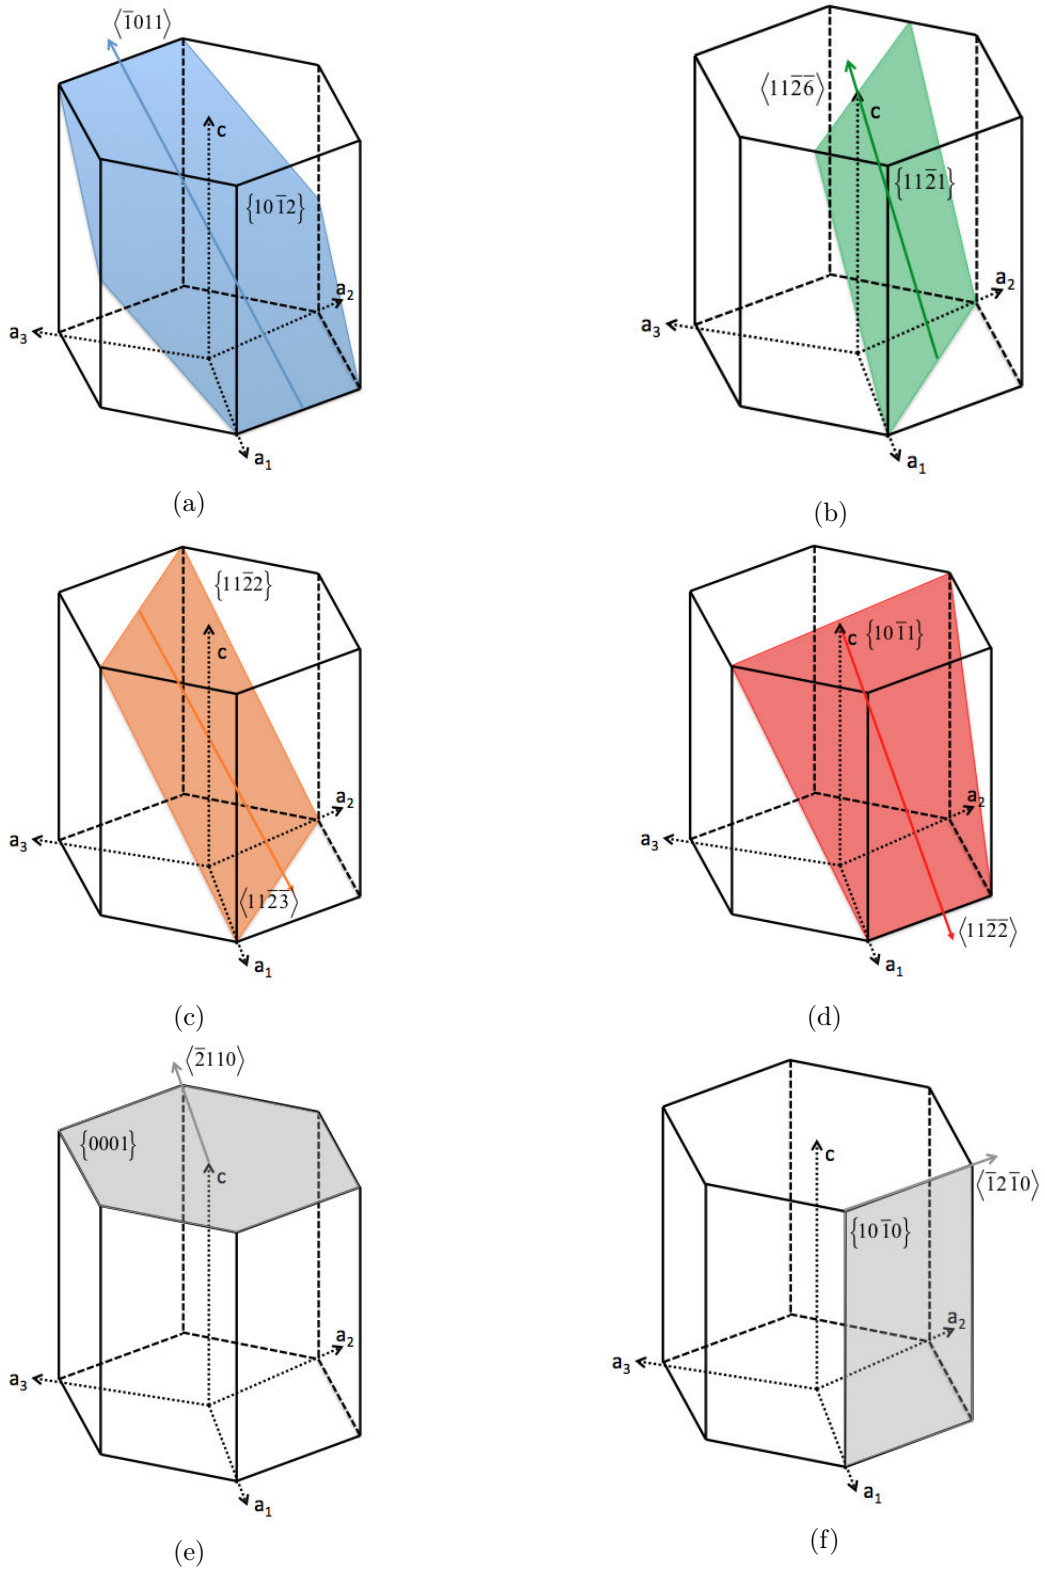 ⟨1̅011⟩
c
{101̅2}
a₂
a₃
a₁
(a)
⟨112̅6̅⟩
c
{112̅1}
a₂
a₃
a₁
(b)
{112̅2}
c
a₂
a₃
⟨112̅3̅⟩
a₁
(c)
c {101̅1}
a₂
a₃
⟨112̅2̅⟩
a₁
(d)
⟨2̅110⟩
{0001}
c
a₂
a₃
a₁
(e)
c
⟨1̅21̅0⟩
{101̅0}
a₂
a₃
a₁
(f)